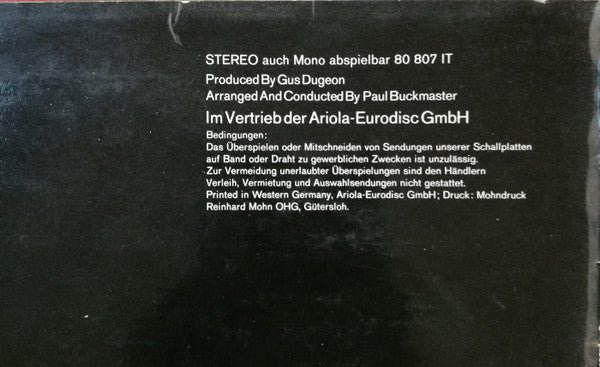 STEREO auch Mono abspielbar 80 807 IT
Produced By Gus Dugeon
Arranged And Conducted By Paul Buckmaster
Im Vertrieb der Ariola-Eurodisc GmbH
Bedingungen:
Das Überspielen oder Mitschneiden von Sendungen unserer Schallplatten
auf Band oder Draht zu gewerblichen Zwecken ist unzulässig.
Zur Vermeidung unerlaubter Überspielungen sind den Händlern
Verleih, Vermietung und Auswahlsendungen nicht gestattet.
Printed in Western Germany, Ariola-Eurodisc GmbH; Druck: Mohndruck
Reinhard Mohn OHG, Gütersloh.